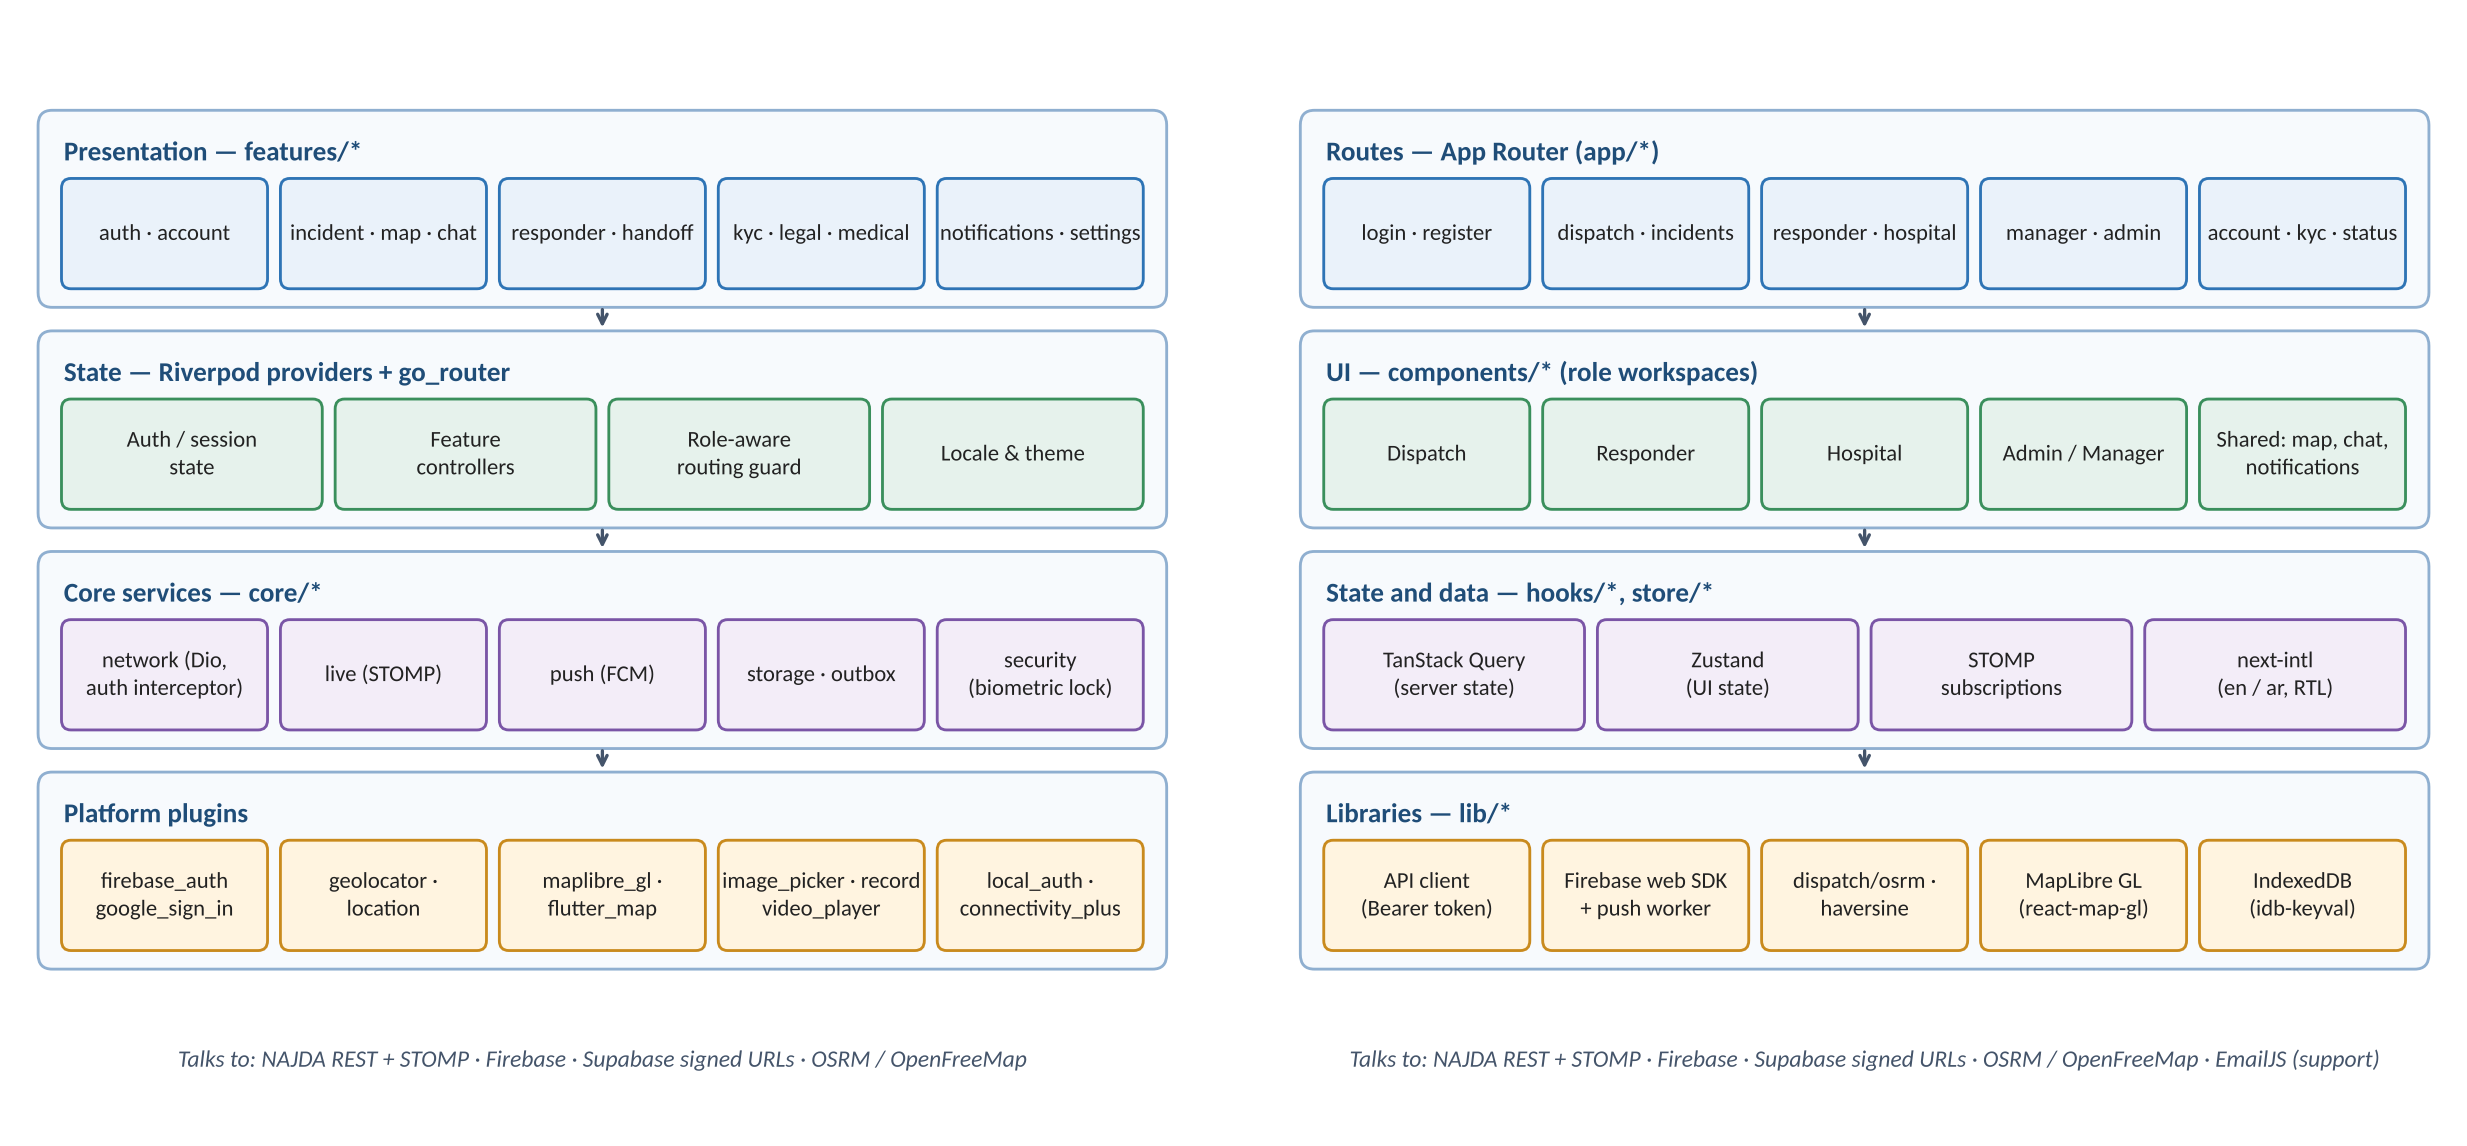 Presentation — features/*
auth · account
incident · map · chat
responder · handoff
kyc · legal · medical
notifications · settings
State — Riverpod providers + go_router
Auth / session
state
Feature
controllers
Role-aware
routing guard
Locale & theme
Core services — core/*
network (Dio,
auth interceptor)
live (STOMP)
push (FCM)
storage · outbox
security
(biometric lock)
Platform plugins
firebase_auth
google_sign_in
geolocator ·
location
maplibre_gl ·
flutter_map
image_picker · record
video_player
local_auth ·
connectivity_plus
Talks to: NAJDA REST + STOMP · Firebase · Supabase signed URLs · OSRM / OpenFreeMap
Routes — App Router (app/*)
login · register
dispatch · incidents
responder · hospital
manager · admin
account · kyc · status
UI — components/* (role workspaces)
Dispatch
Responder
Hospital
Admin / Manager
Shared: map, chat,
notifications
State and data — hooks/*, store/*
TanStack Query
(server state)
Zustand
(UI state)
STOMP
subscriptions
next-intl
(en / ar, RTL)
Libraries — lib/*
API client
(Bearer token)
Firebase web SDK
+ push worker
dispatch/osrm ·
haversine
MapLibre GL
(react-map-gl)
IndexedDB
(idb-keyval)
Talks to: NAJDA REST + STOMP · Firebase · Supabase signed URLs · OSRM / OpenFreeMap · EmailJS (support)